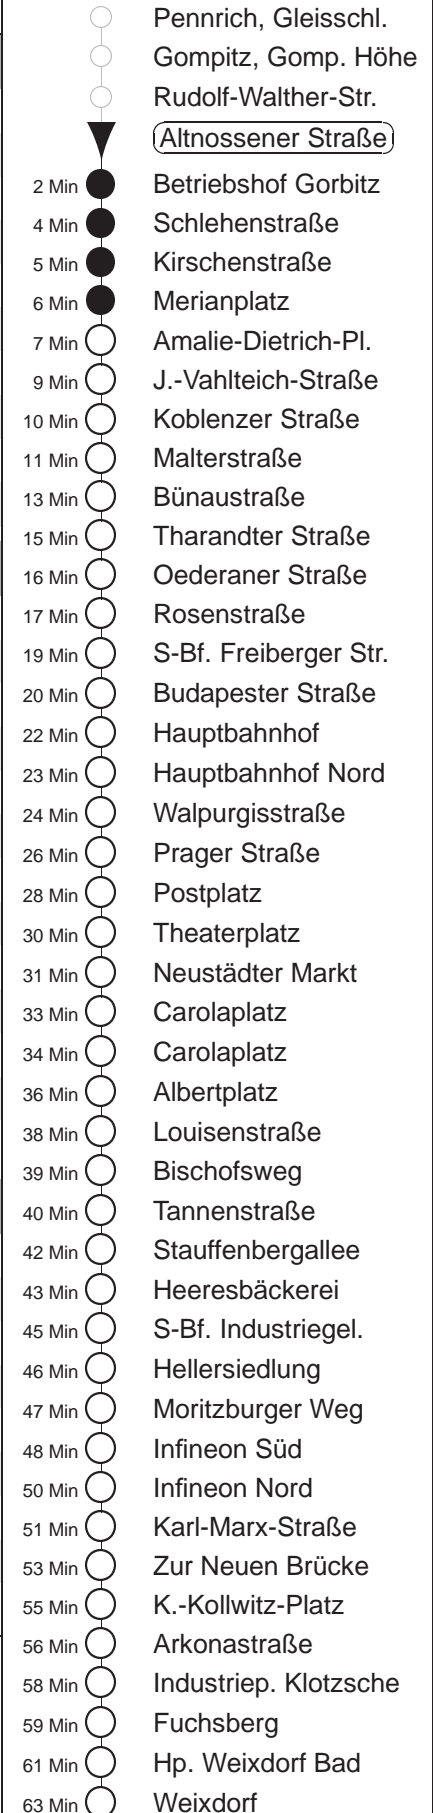 Pennrich, Gleisschl.
Gompitz, Gomp. Höhe
Rudolf-Walther-Str.
Altnossener Straße
2 Min Betriebshof Gorbitz
4 Min Schlehenstraße
5 Min Kirschenstraße
6 Min Merianplatz
7 Min Amalie-Dietrich-Pl.
9 Min J.-Vahlteich-Straße
10 Min Koblenzer Straße
11 Min Malterstraße
13 Min Bünaustraße
15 Min Tharandter Straße
16 Min Oederaner Straße
17 Min Rosenstraße
19 Min S-Bf. Freiberger Str.
20 Min Budapester Straße
22 Min Hauptbahnhof
23 Min Hauptbahnhof Nord
24 Min Walpurgisstraße
26 Min Prager Straße
28 Min Postplatz
30 Min Theaterplatz
31 Min Neustädter Markt
33 Min Carolaplatz
34 Min Carolaplatz
36 Min Albertplatz
38 Min Louisenstraße
39 Min Bischofsweg
40 Min Tannenstraße
42 Min Stauffenbergallee
43 Min Heeresbäckerei
45 Min S-Bf. Industriegel.
46 Min Hellersiedlung
47 Min Moritzburger Weg
48 Min Infineon Süd
50 Min Infineon Nord
51 Min Karl-Marx-Straße
53 Min Zur Neuen Brücke
55 Min K.-Kollwitz-Platz
56 Min Arkonastraße
58 Min Industriep. Klotzsche
59 Min Fuchsberg
61 Min Hp. Weixdorf Bad
63 Min Weixdorf